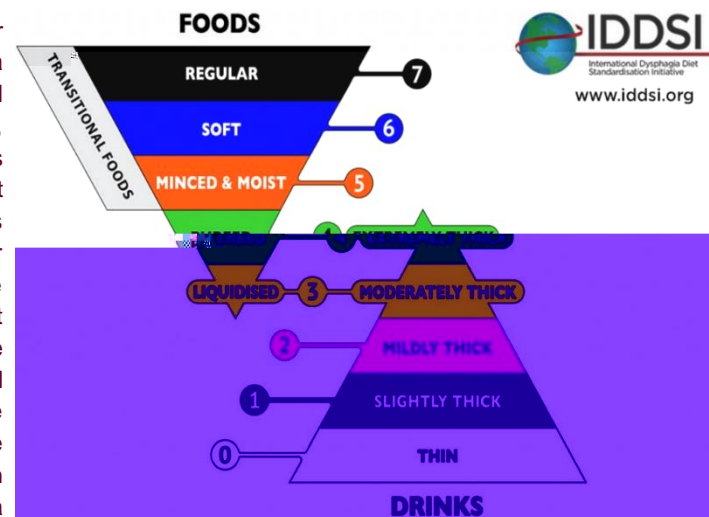 FOODS
IDDSI
International Dysphagia Diet
Standardisation Initiative
www.iddsi.org
TRANSITIONAL FOODS
REGULAR
7
SOFT
6
MINCED & MOIST
5
EXTREMELY THICK
LIQUIDISED
3
MODERATELY THICK
2
MILDLY THICK
1
SLIGHTLY THICK
0
THIN
DRINKS